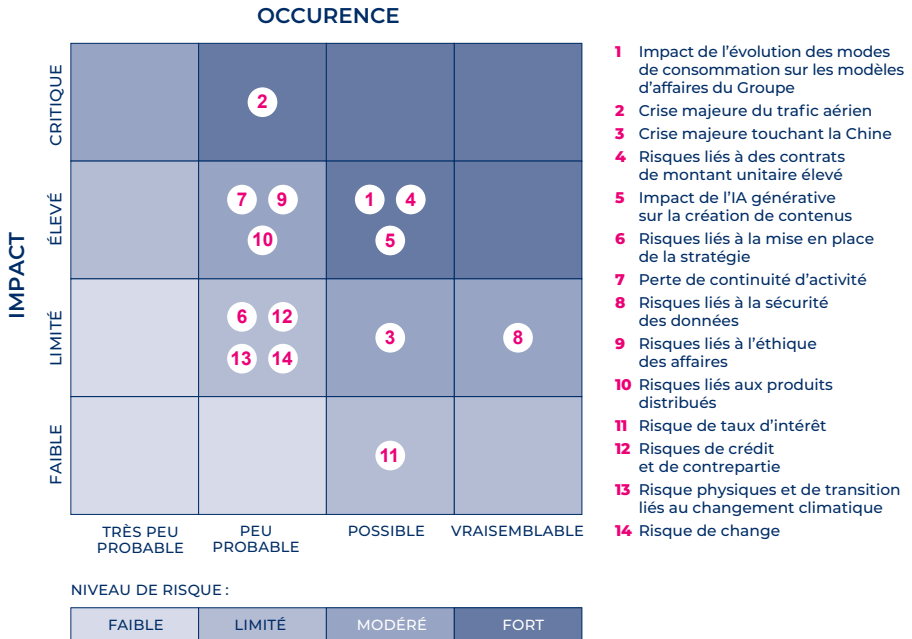 OCCURENCE
IMPACT
CRITIQUE
2
ÉLEVÉ
7 9 1 4
10 5
LIMITÉ
6 12 3 8
13 14
FAIBLE
11
TRÈS PEU
PROBABLE
PEU
PROBABLE
POSSIBLE
VRAISEMBLABLE
1 Impact de l’évolution des modes
de consommation sur les modèles
d’affaires du Groupe
2 Crise majeure du trafic aérien
3 Crise majeure touchant la Chine
4 Risques liés à des contrats
de montant unitaire élevé
5 Impact de l’IA générative
sur la création de contenus
6 Risques liés à la mise en place
de la stratégie
7 Perte de continuité d’activité
8 Risques liés à la sécurité
des données
9 Risques liés à l’éthique
des affaires
10 Risques liés aux produits
distribués
11 Risque de taux d’intérêt
12 Risques de crédit
et de contrepartie
13 Risque physiques et de transition
liés au changement climatique
14 Risque de change
NIVEAU DE RISQUE :
FAIBLE LIMITÉ MODÉRÉ FORT